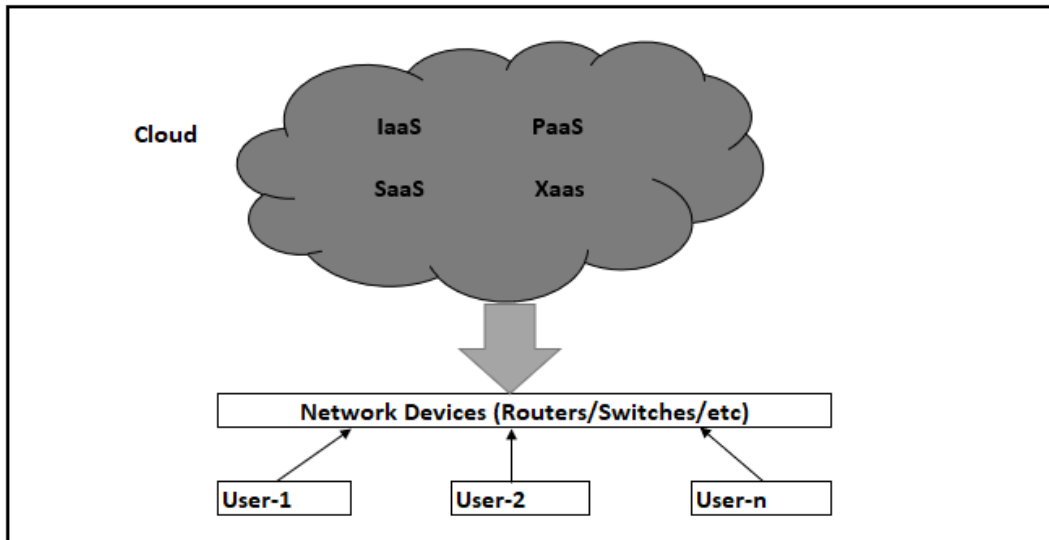 Cloud
IaaS PaaS
SaaS Xaas
Network Devices (Routers/Switches/etc)
User-1 User-2 User-n